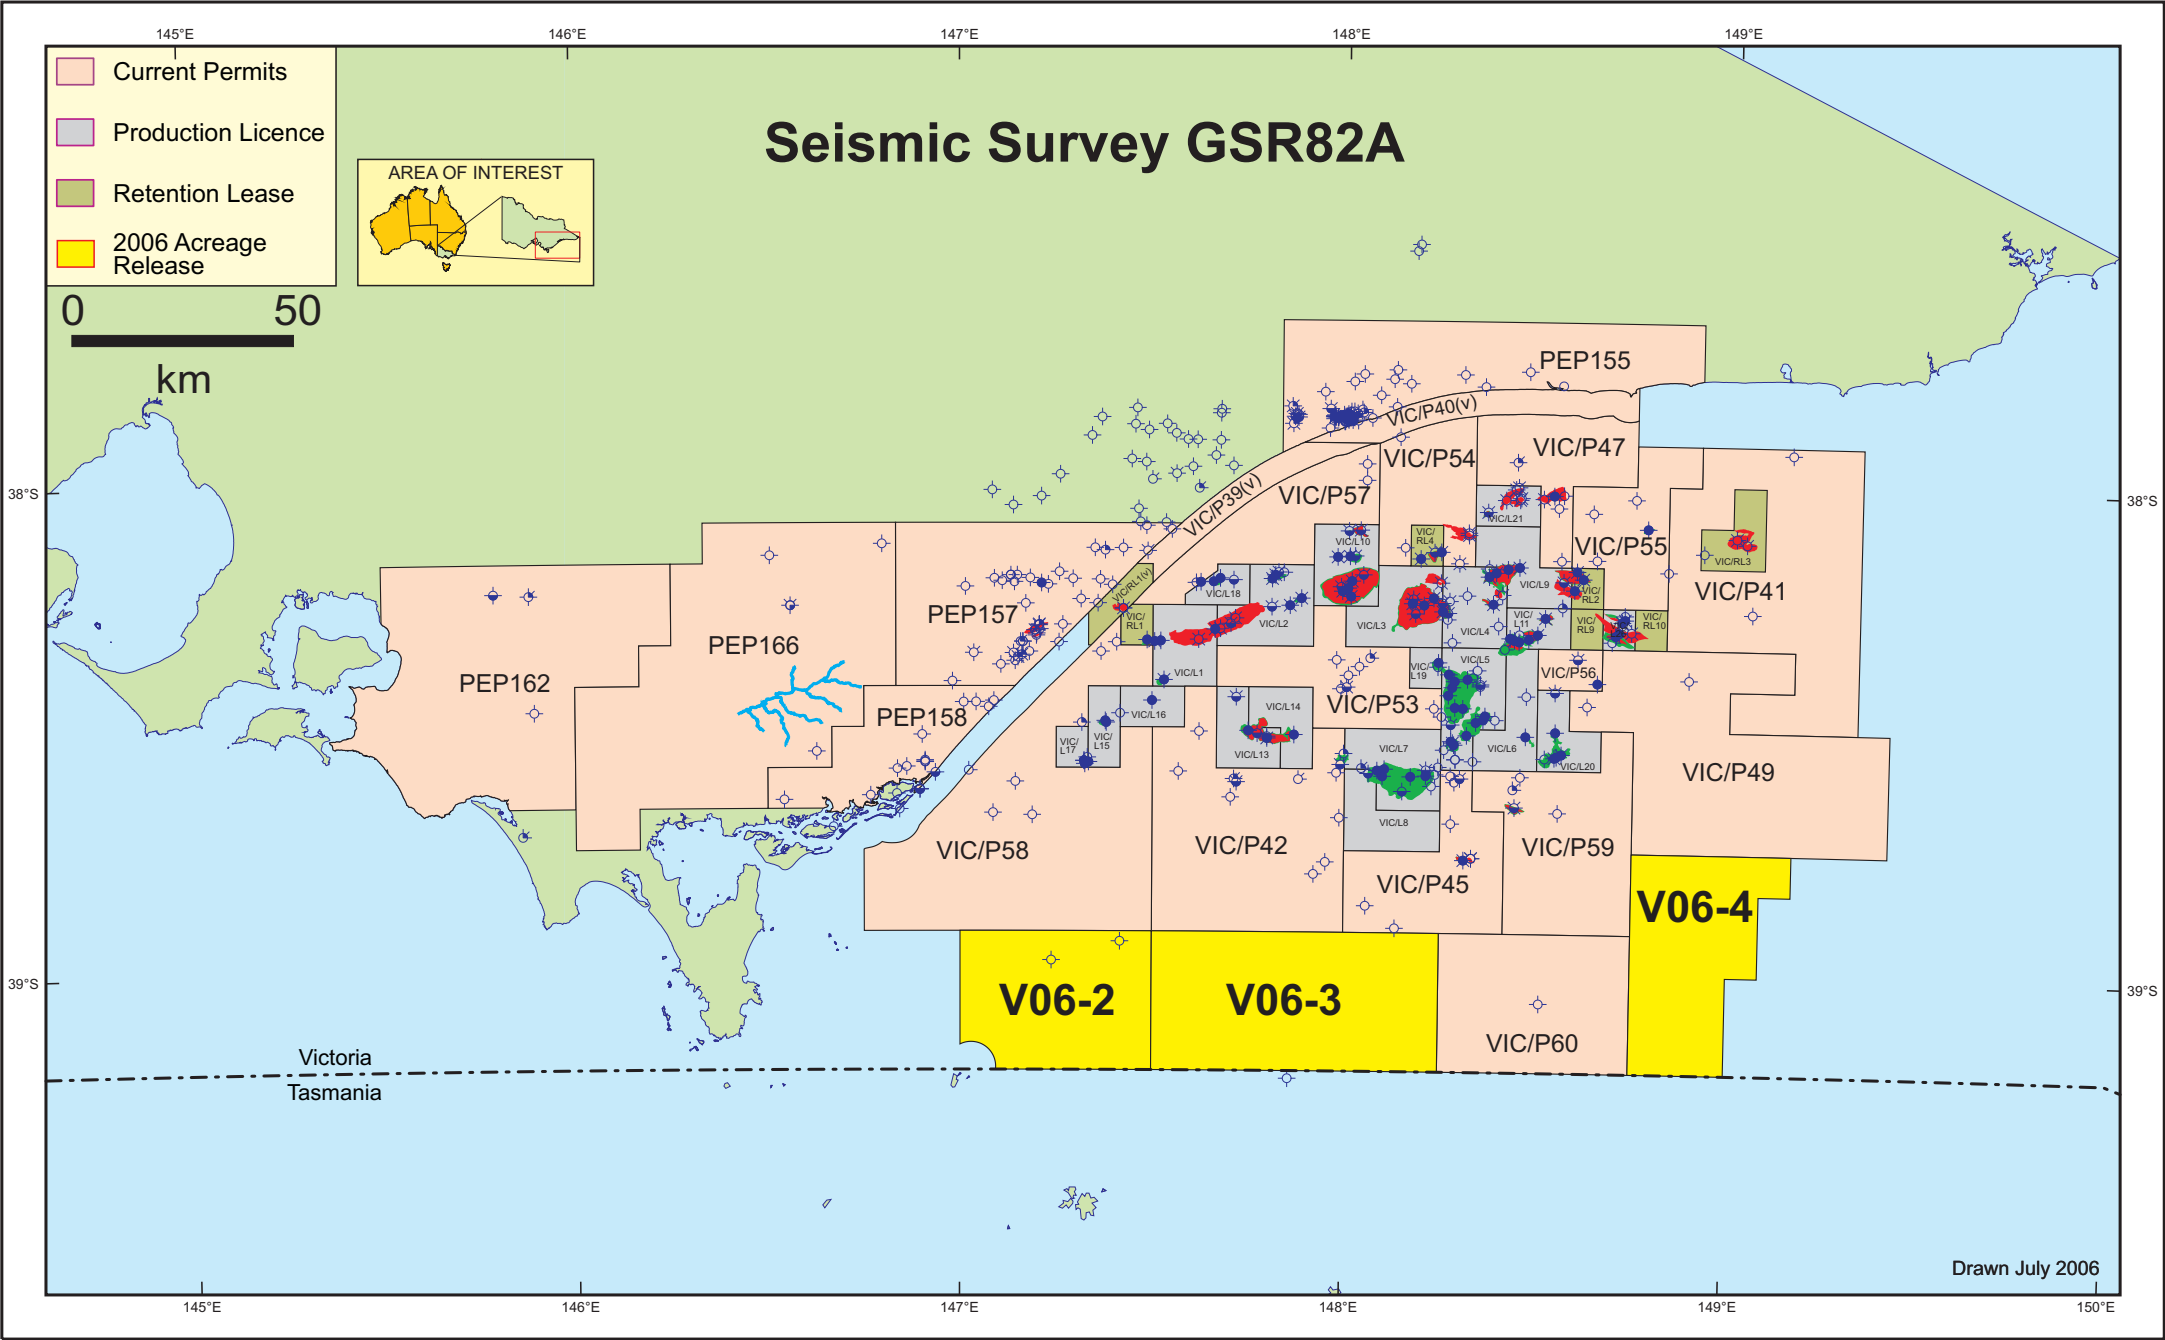 145°E
146°E
147°E
148°E
149°E
Current Permits
Production Licence
Retention Lease
2006 Acreage
Release
Seismic Survey GSR82A
AREA OF INTEREST
0 50
km
38°S
38°S
39°S
39°S
PEP155
VIC/P40(v)
VIC/P47
VIC/P54
VIC/P57
VIC/P39(v)
VIC/L21
VIC/L10
VIC/
RL4
VIC/P55
VIC/RL3
VIC/P41
VIC/RL1(v)
VIC/L18
VIC/L9
VIC/
RL2
PEP157
VIC/
RL1
VIC/L2
VIC/L3
VIC/L4
VIC/
L11
VIC/
RL9
VIC/
RL10
PEP166
PEP162
VIC/L1
VIC/
L19
VIC/L5
VIC/P56
VIC/P53
PEP158
VIC/L16
VIC/L14
VIC/
L17
VIC/
L15
VIC/L13
VIC/L7
VIC/L6
VIC/L20
VIC/P49
VIC/L8
VIC/P58
VIC/P42
VIC/P59
VIC/P45
V06-4
V06-2
V06-3
VIC/P60
Victoria
Tasmania
Drawn July 2006
145°E
146°E
147°E
148°E
149°E
150°E